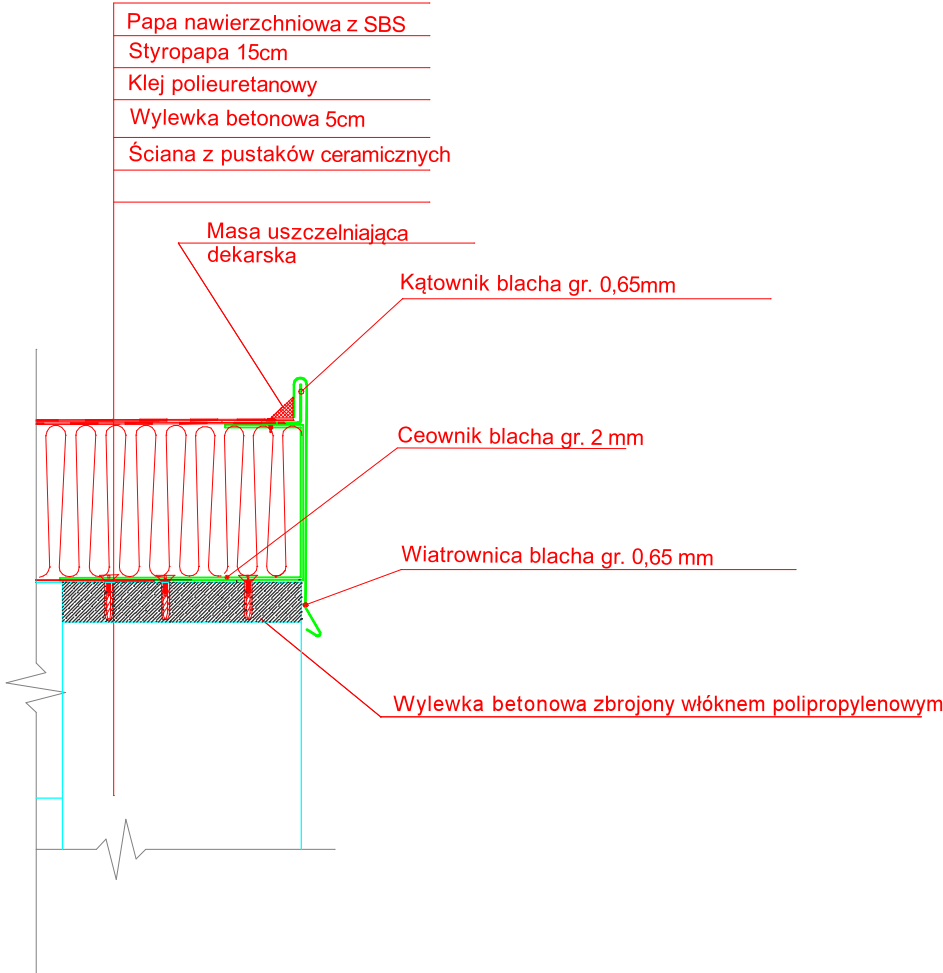 Papa nawierzchniowa z SBS
Styropapa 15cm
Klej polieuretanowy
Wylewka betonowa 5cm
Ściana z pustaków ceramicznych
Masa uszczelniająca
dekarska
Kątownik blacha gr. 0,65mm
Ceownik blacha gr. 2 mm
Wiatrownica blacha gr. 0,65 mm
Wylewka betonowa zbrojony włóknem polipropylenowym